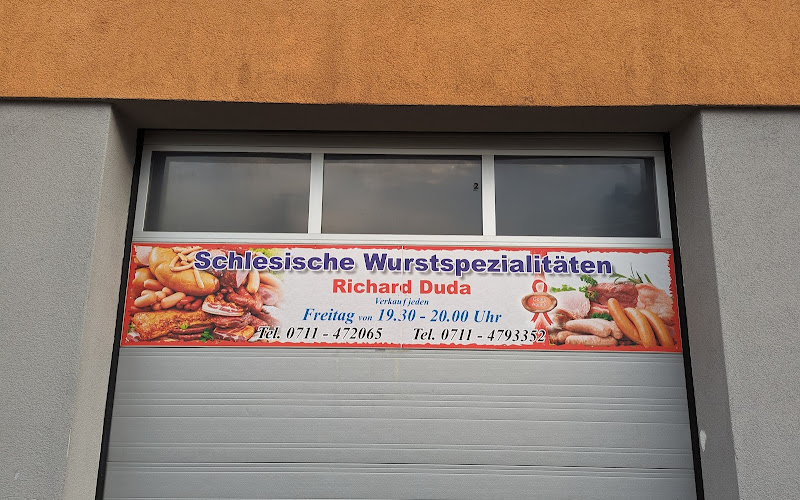 Schlesische Wurstspezialitäten
Richard Duda
Verkauf jeden
Freitag von 19.30 - 20.00 Uhr
Tel. 0711 - 472065 Tel. 0711 - 4793352
2